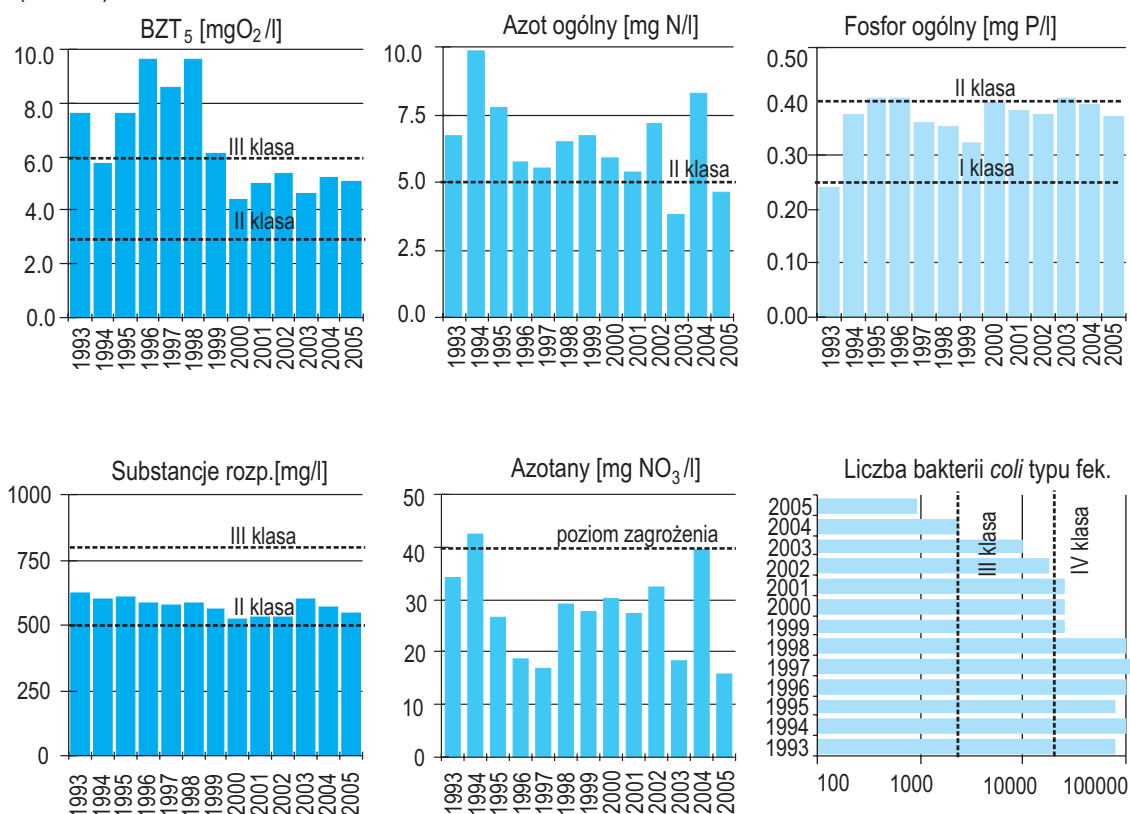 BZT5 [mgO2/l]
10.0
8.0
6.0
4.0
2.0
0.0
III klasa
II klasa
1993 1994 1995 1996 1997 1998 1999 2000 2001 2002 2003 2004 2005
Azot ogólny [mg N/l]
10.0
7.5
5.0
2.5
0.0
II klasa
1993 1994 1995 1996 1997 1998 1999 2000 2001 2002 2003 2004 2005
Fosfor ogólny [mg P/l]
0.50
0.40
0.30
0.20
0.10
0.00
II klasa
I klasa
1993 1994 1995 1996 1997 1998 1999 2000 2001 2002 2003 2004 2005
Substancje rozp.[mg/l]
1000
750
500
250
0
III klasa
II klasa
1993 1994 1995 1996 1997 1998 1999 2000 2001 2002 2003 2004 2005
Azotany [mg NO3/l]
50
40
30
20
10
0
poziom zagrożenia
1993 1994 1995 1996 1997 1998 1999 2000 2001 2002 2003 2004 2005
Liczba bakterii coli typu fek.
2005
2004
2003
2002
2001
2000
1999
1998
1997
1996
1995
1994
1993
III klasa
IV klasa
100 1000 10000 100000